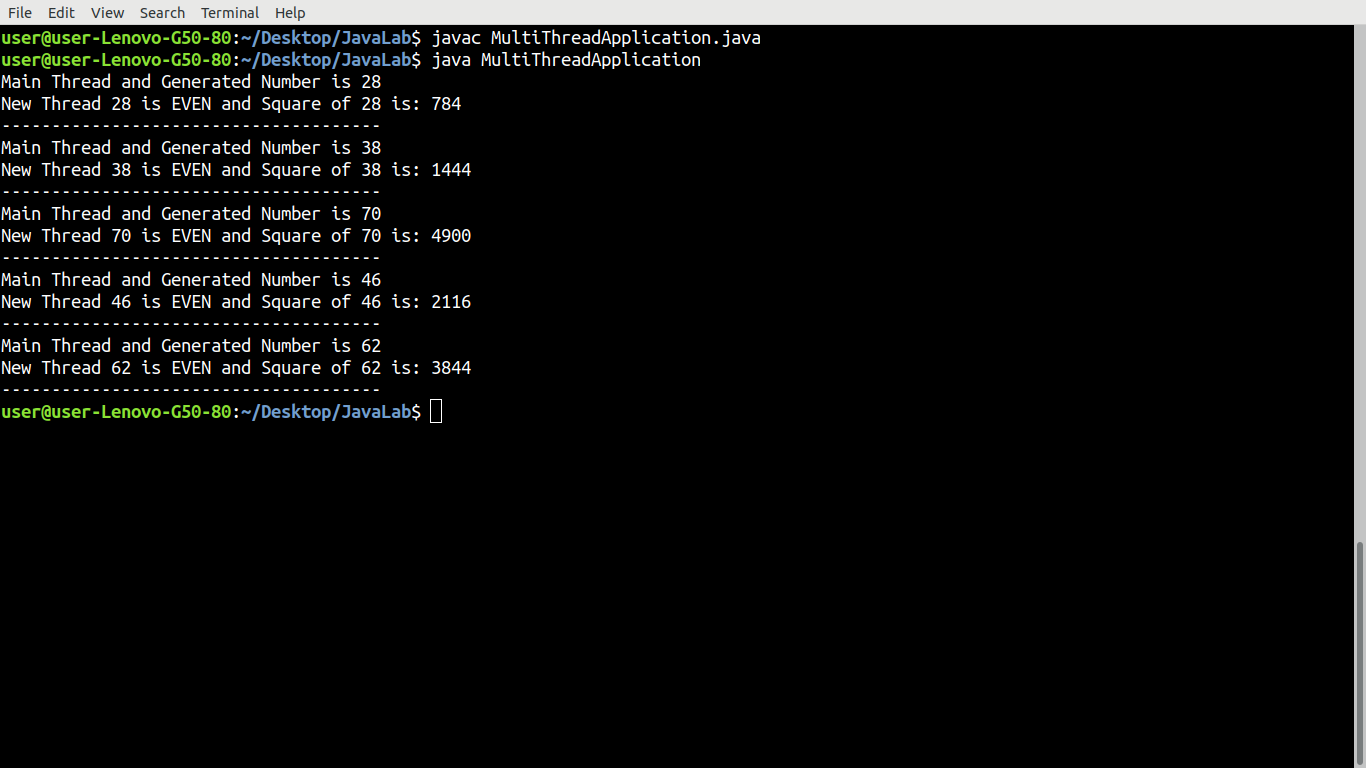 File Edit View Search Terminal Help
user@user-Lenovo-G50-80:~/Desktop/JavaLab$ javac MultiThreadApplication.java
user@user-Lenovo-G50-80:~/Desktop/JavaLab$ java MultiThreadApplication
Main Thread and Generated Number is 28
New Thread 28 is EVEN and Square of 28 is: 784
--------------------------------------
Main Thread and Generated Number is 38
New Thread 38 is EVEN and Square of 38 is: 1444
--------------------------------------
Main Thread and Generated Number is 70
New Thread 70 is EVEN and Square of 70 is: 4900
--------------------------------------
Main Thread and Generated Number is 46
New Thread 46 is EVEN and Square of 46 is: 2116
--------------------------------------
Main Thread and Generated Number is 62
New Thread 62 is EVEN and Square of 62 is: 3844
--------------------------------------
user@user-Lenovo-G50-80:~/Desktop/JavaLab$